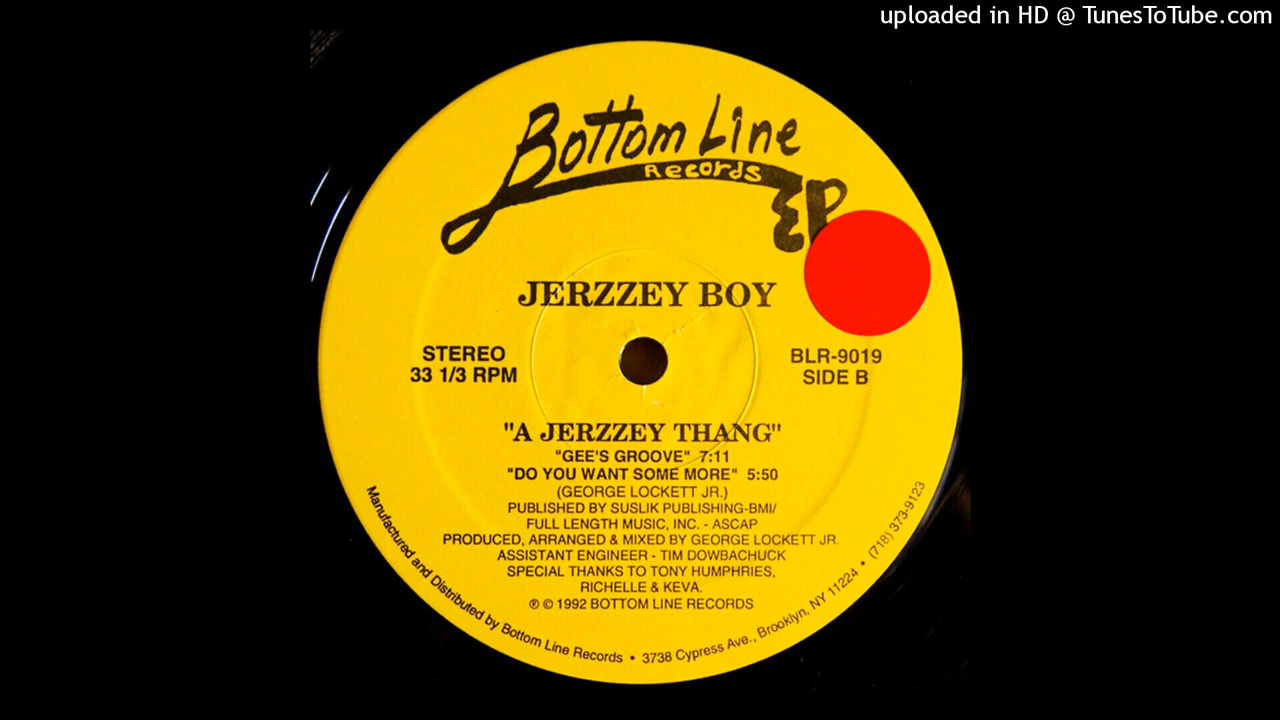 uploaded in HD @ TunesToTube.com
Bottom Line
Records
EP
JERZZEY BOY
STEREO
33 1/3 RPM
BLR-9019
SIDE B
"A JERZZEY THANG"
"GEE'S GROOVE" 7:11
"DO YOU WANT SOME MORE" 5:50
(GEORGE LOCKETT JR.)
PUBLISHED BY SUSLIK PUBLISHING-BMI/
FULL LENGTH MUSIC, INC. - ASCAP
PRODUCED, ARRANGED & MIXED BY GEORGE LOCKETT JR.
ASSISTANT ENGINEER - TIM DOWBACHUCK
SPECIAL THANKS TO TONY HUMPHRIES,
RICHELLE & KEVA.
℗ © 1992 BOTTOM LINE RECORDS
Manufactured and Distributed by Bottom Line Records • 3738 Cypress Ave., Brooklyn, NY 11224 • (718) 373-9123